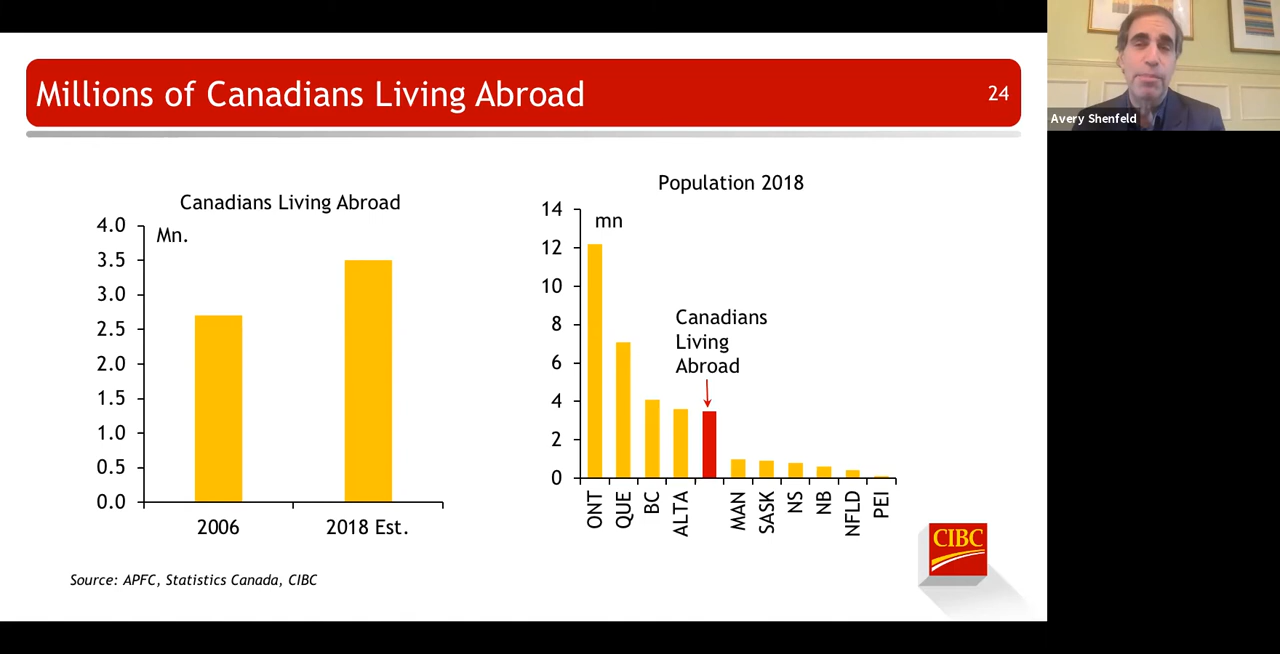 Millions of Canadians Living Abroad
24
Avery Shenfeld
Canadians Living Abroad
4.0
3.5
3.0
2.5
2.0
1.5
1.0
0.5
0.0
Mn.
2006
2018 Est.
Population 2018
14
12
10
8
6
4
2
0
mn
Canadians
Living
Abroad
ONT
QUE
BC
ALTA
MAN
SASK
NS
NB
NFLD
PEI
Source: APFC, Statistics Canada, CIBC
CIBC